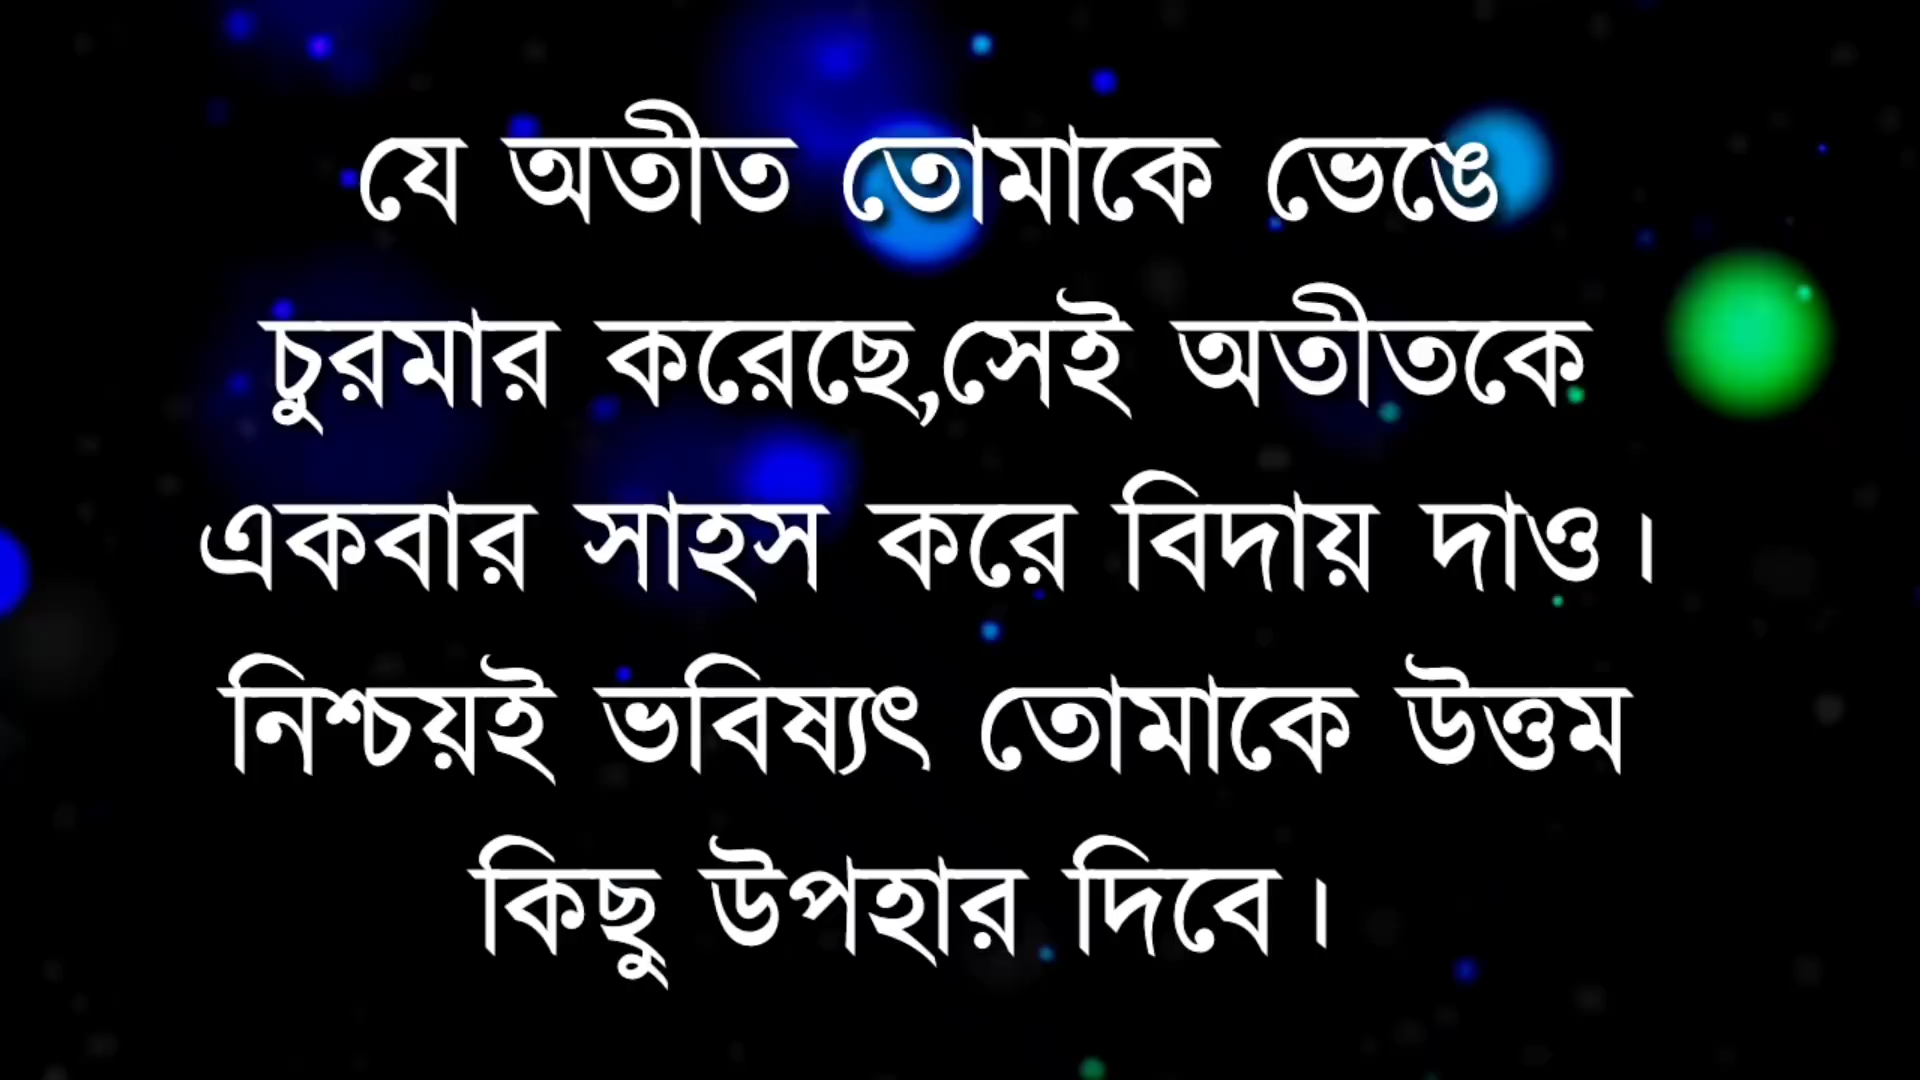 যে অতীত তোমাকে ভেঙে
চুরমার করেছে,সেই অতীতকে
একবার সাহস করে বিদায় দাও।
নিশ্চয়ই ভবিষ্যৎ তোমাকে উত্তম
কিছু উপহার দিবে।